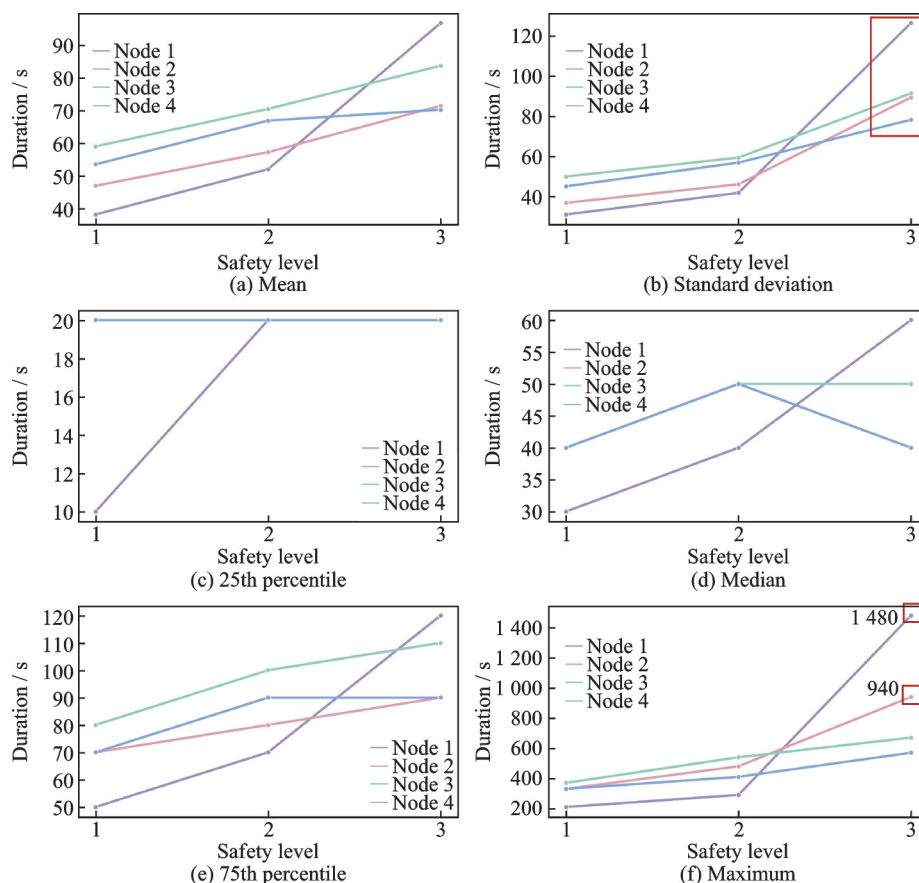 90
80
70
60
50
40
Duration / s
Node 1
Node 2
Node 3
Node 4
1
2
3
Safety level
(a) Mean
120
100
80
60
40
Duration / s
Node 1
Node 2
Node 3
Node 4
1
2
3
Safety level
(b) Standard deviation
20
18
16
14
12
10
Duration / s
Node 1
Node 2
Node 3
Node 4
1
2
3
Safety level
(c) 25th percentile
60
55
50
45
40
35
30
Duration / s
Node 1
Node 2
Node 3
Node 4
1
2
3
Safety level
(d) Median
120
110
100
90
80
70
60
50
Duration / s
Node 1
Node 2
Node 3
Node 4
1
2
3
Safety level
(e) 75th percentile
1 400
1 200
1 000
800
600
400
200
Duration / s
Node 1
Node 2
Node 3
Node 4
1 480
940
1
2
3
Safety level
(f) Maximum